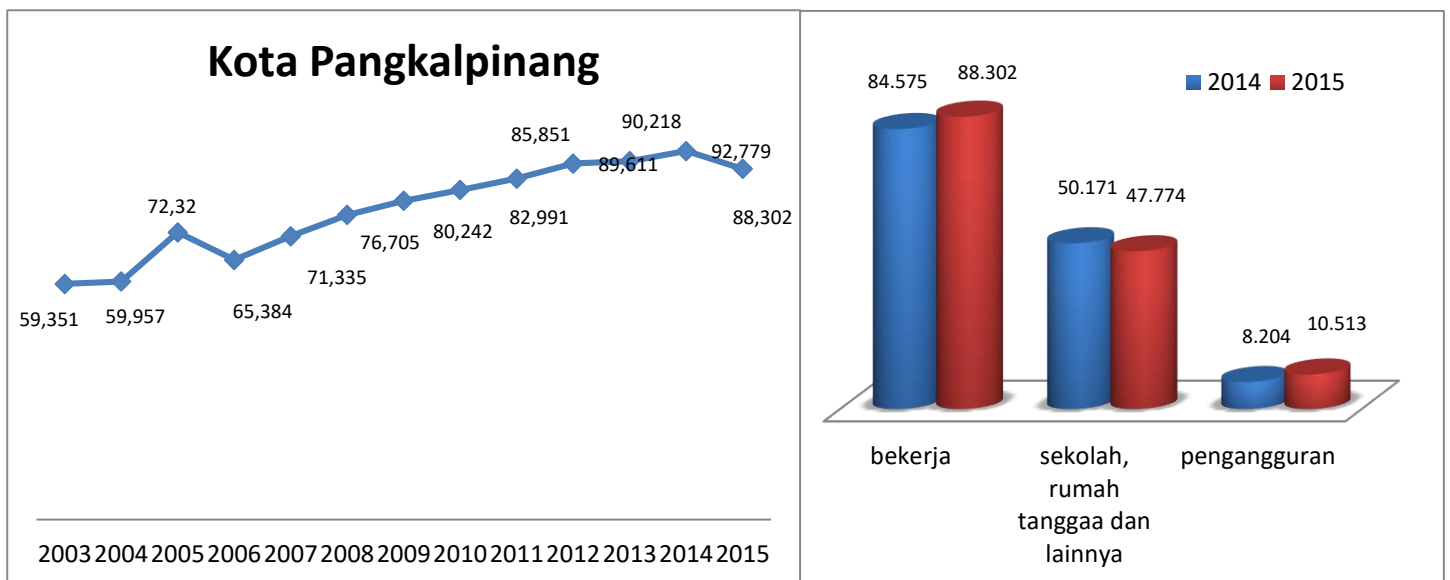 Kota Pangkalpinang
90,218
85,851
92,779
89,611
72,32
88,302
82,991
80,242
76,705
71,335
65,384
59,957
59,351
2003 2004 2005 2006 2007 2008 2009 2010 2011 2012 2013 2014 2015
2014 2015
84.575 88.302
50.171 47.774
8.204 10.513
bekerja sekolah, pengangguran
rumah
tanggaa dan
lainnya